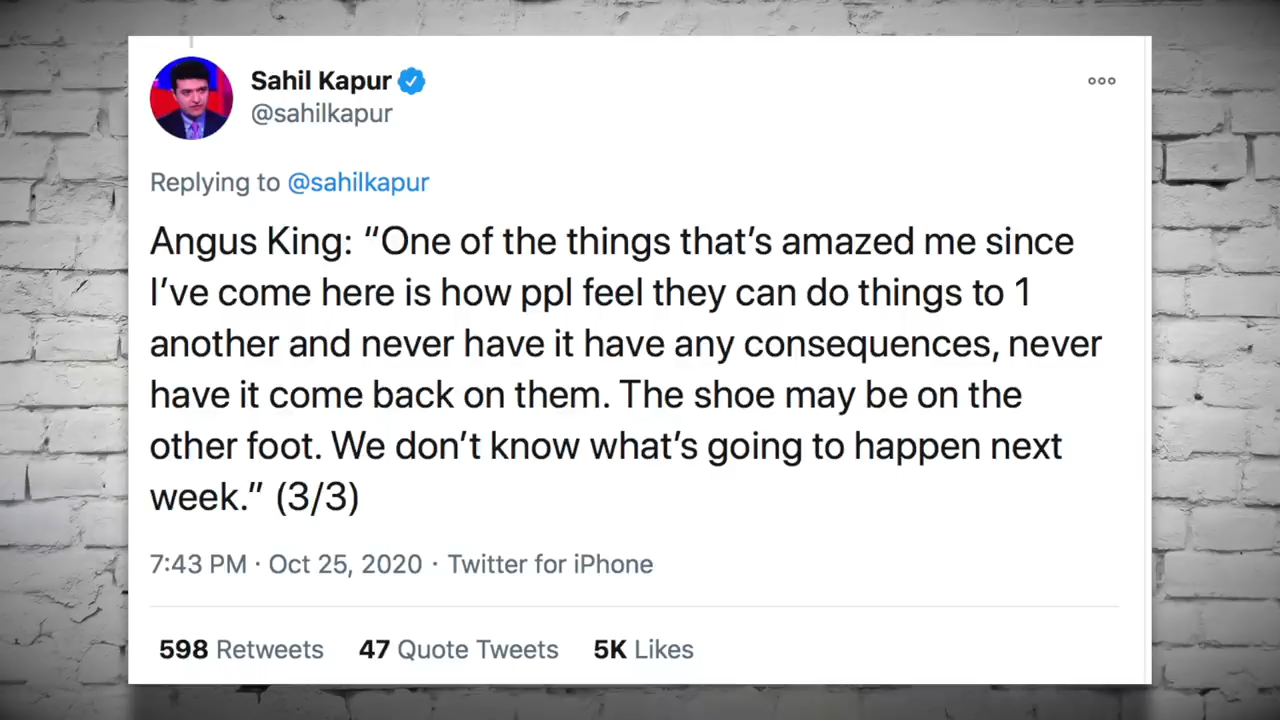 Sahil Kapur
@sahilkapur
Replying to @sahilkapur
Angus King: “One of the things that’s amazed me since
I’ve come here is how ppl feel they can do things to 1
another and never have it have any consequences, never
have it come back on them. The shoe may be on the
other foot. We don’t know what’s going to happen next
week.” (3/3)
7:43 PM · Oct 25, 2020 · Twitter for iPhone
598 Retweets 47 Quote Tweets 5K Likes